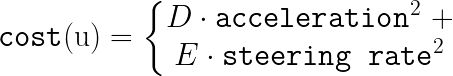 cost(u) = { D · acceleration² +
E · steering rate²